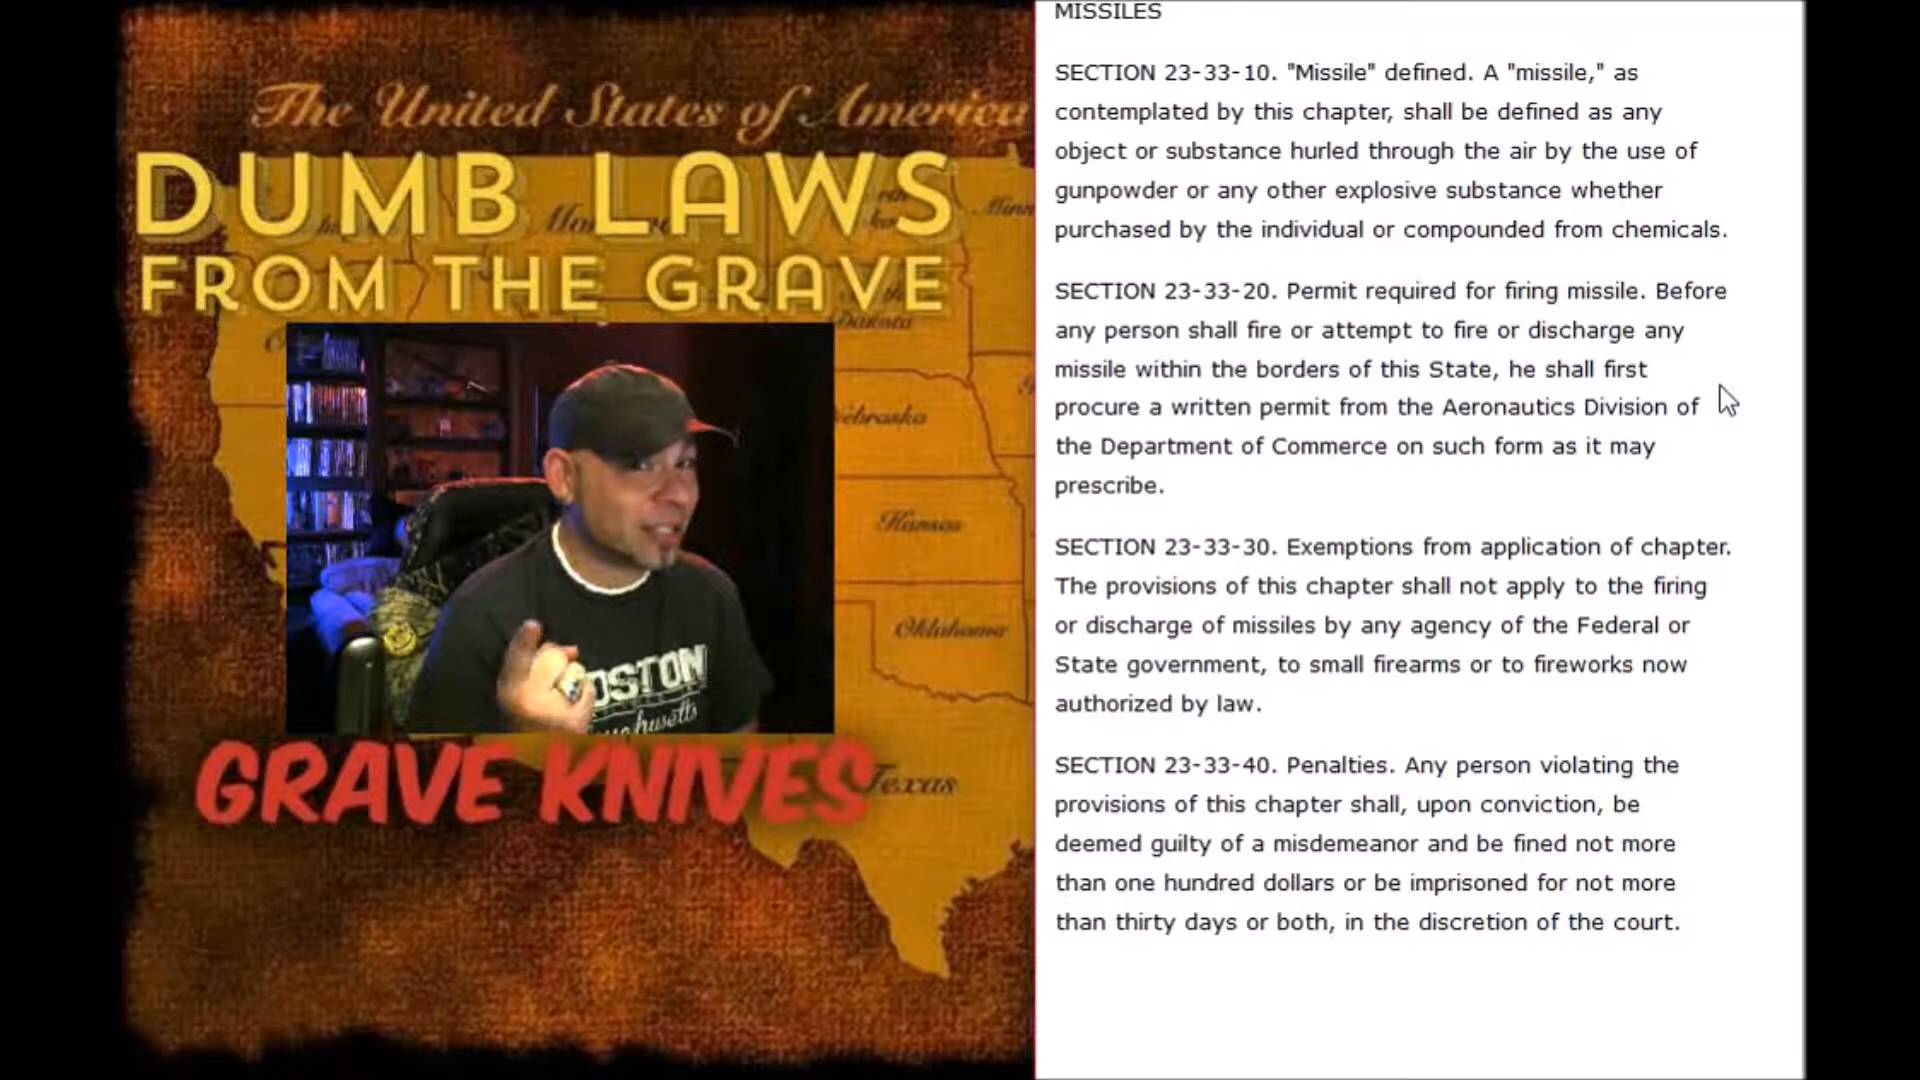 The United States of America
DUMB LAWS
FROM THE GRAVE
Minn
Dakota
Nebraska
Kansas
Oklahoma
OSTON
GRAVE KNIVES
Texas
MISSILES
SECTION 23-33-10. "Missile" defined. A "missile," as
contemplated by this chapter, shall be defined as any
object or substance hurled through the air by the use of
gunpowder or any other explosive substance whether
purchased by the individual or compounded from chemicals.
SECTION 23-33-20. Permit required for firing missile. Before
any person shall fire or attempt to fire or discharge any
missile within the borders of this State, he shall first
procure a written permit from the Aeronautics Division of
the Department of Commerce on such form as it may
prescribe.
SECTION 23-33-30. Exemptions from application of chapter.
The provisions of this chapter shall not apply to the firing
or discharge of missiles by any agency of the Federal or
State government, to small firearms or to fireworks now
authorized by law.
SECTION 23-33-40. Penalties. Any person violating the
provisions of this chapter shall, upon conviction, be
deemed guilty of a misdemeanor and be fined not more
than one hundred dollars or be imprisoned for not more
than thirty days or both, in the discretion of the court.